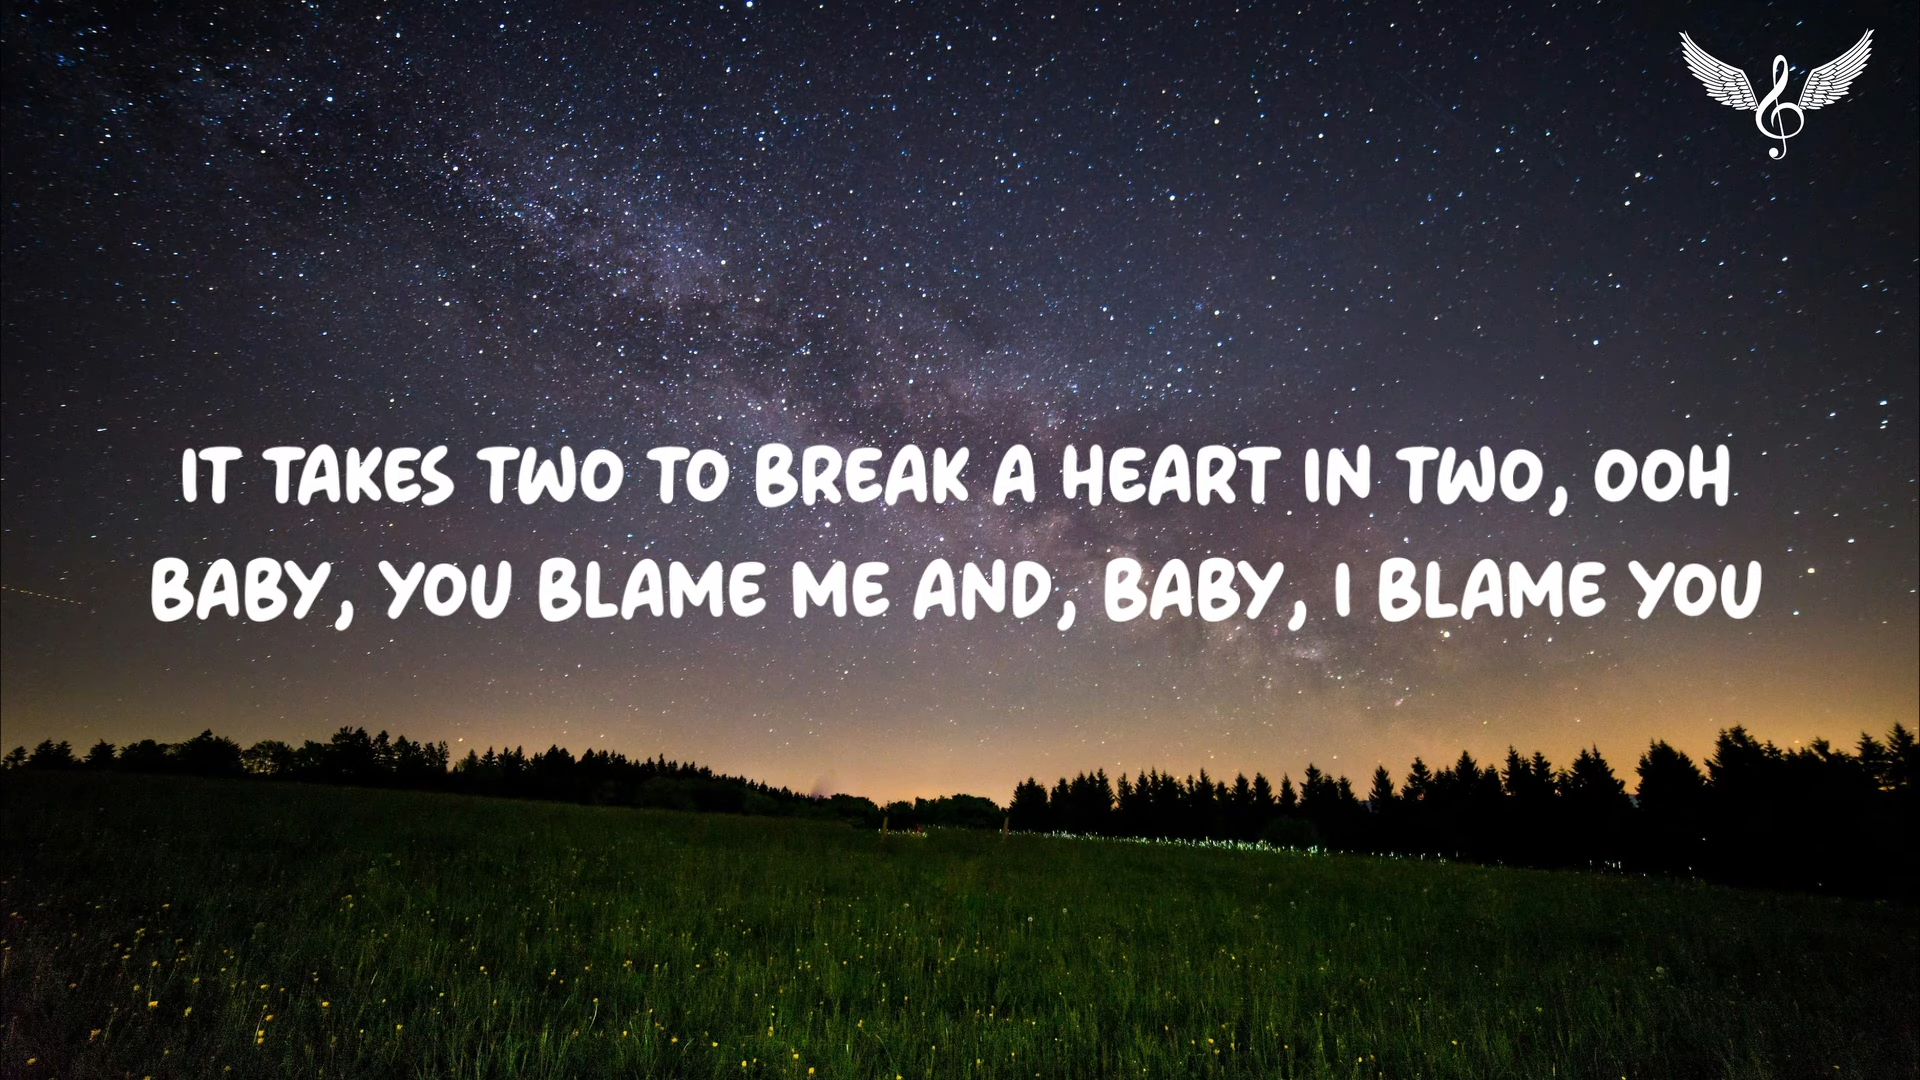 IT TAKES TWO TO BREAK A HEART IN TWO, OOH
BABY, YOU BLAME ME AND, BABY, I BLAME YOU